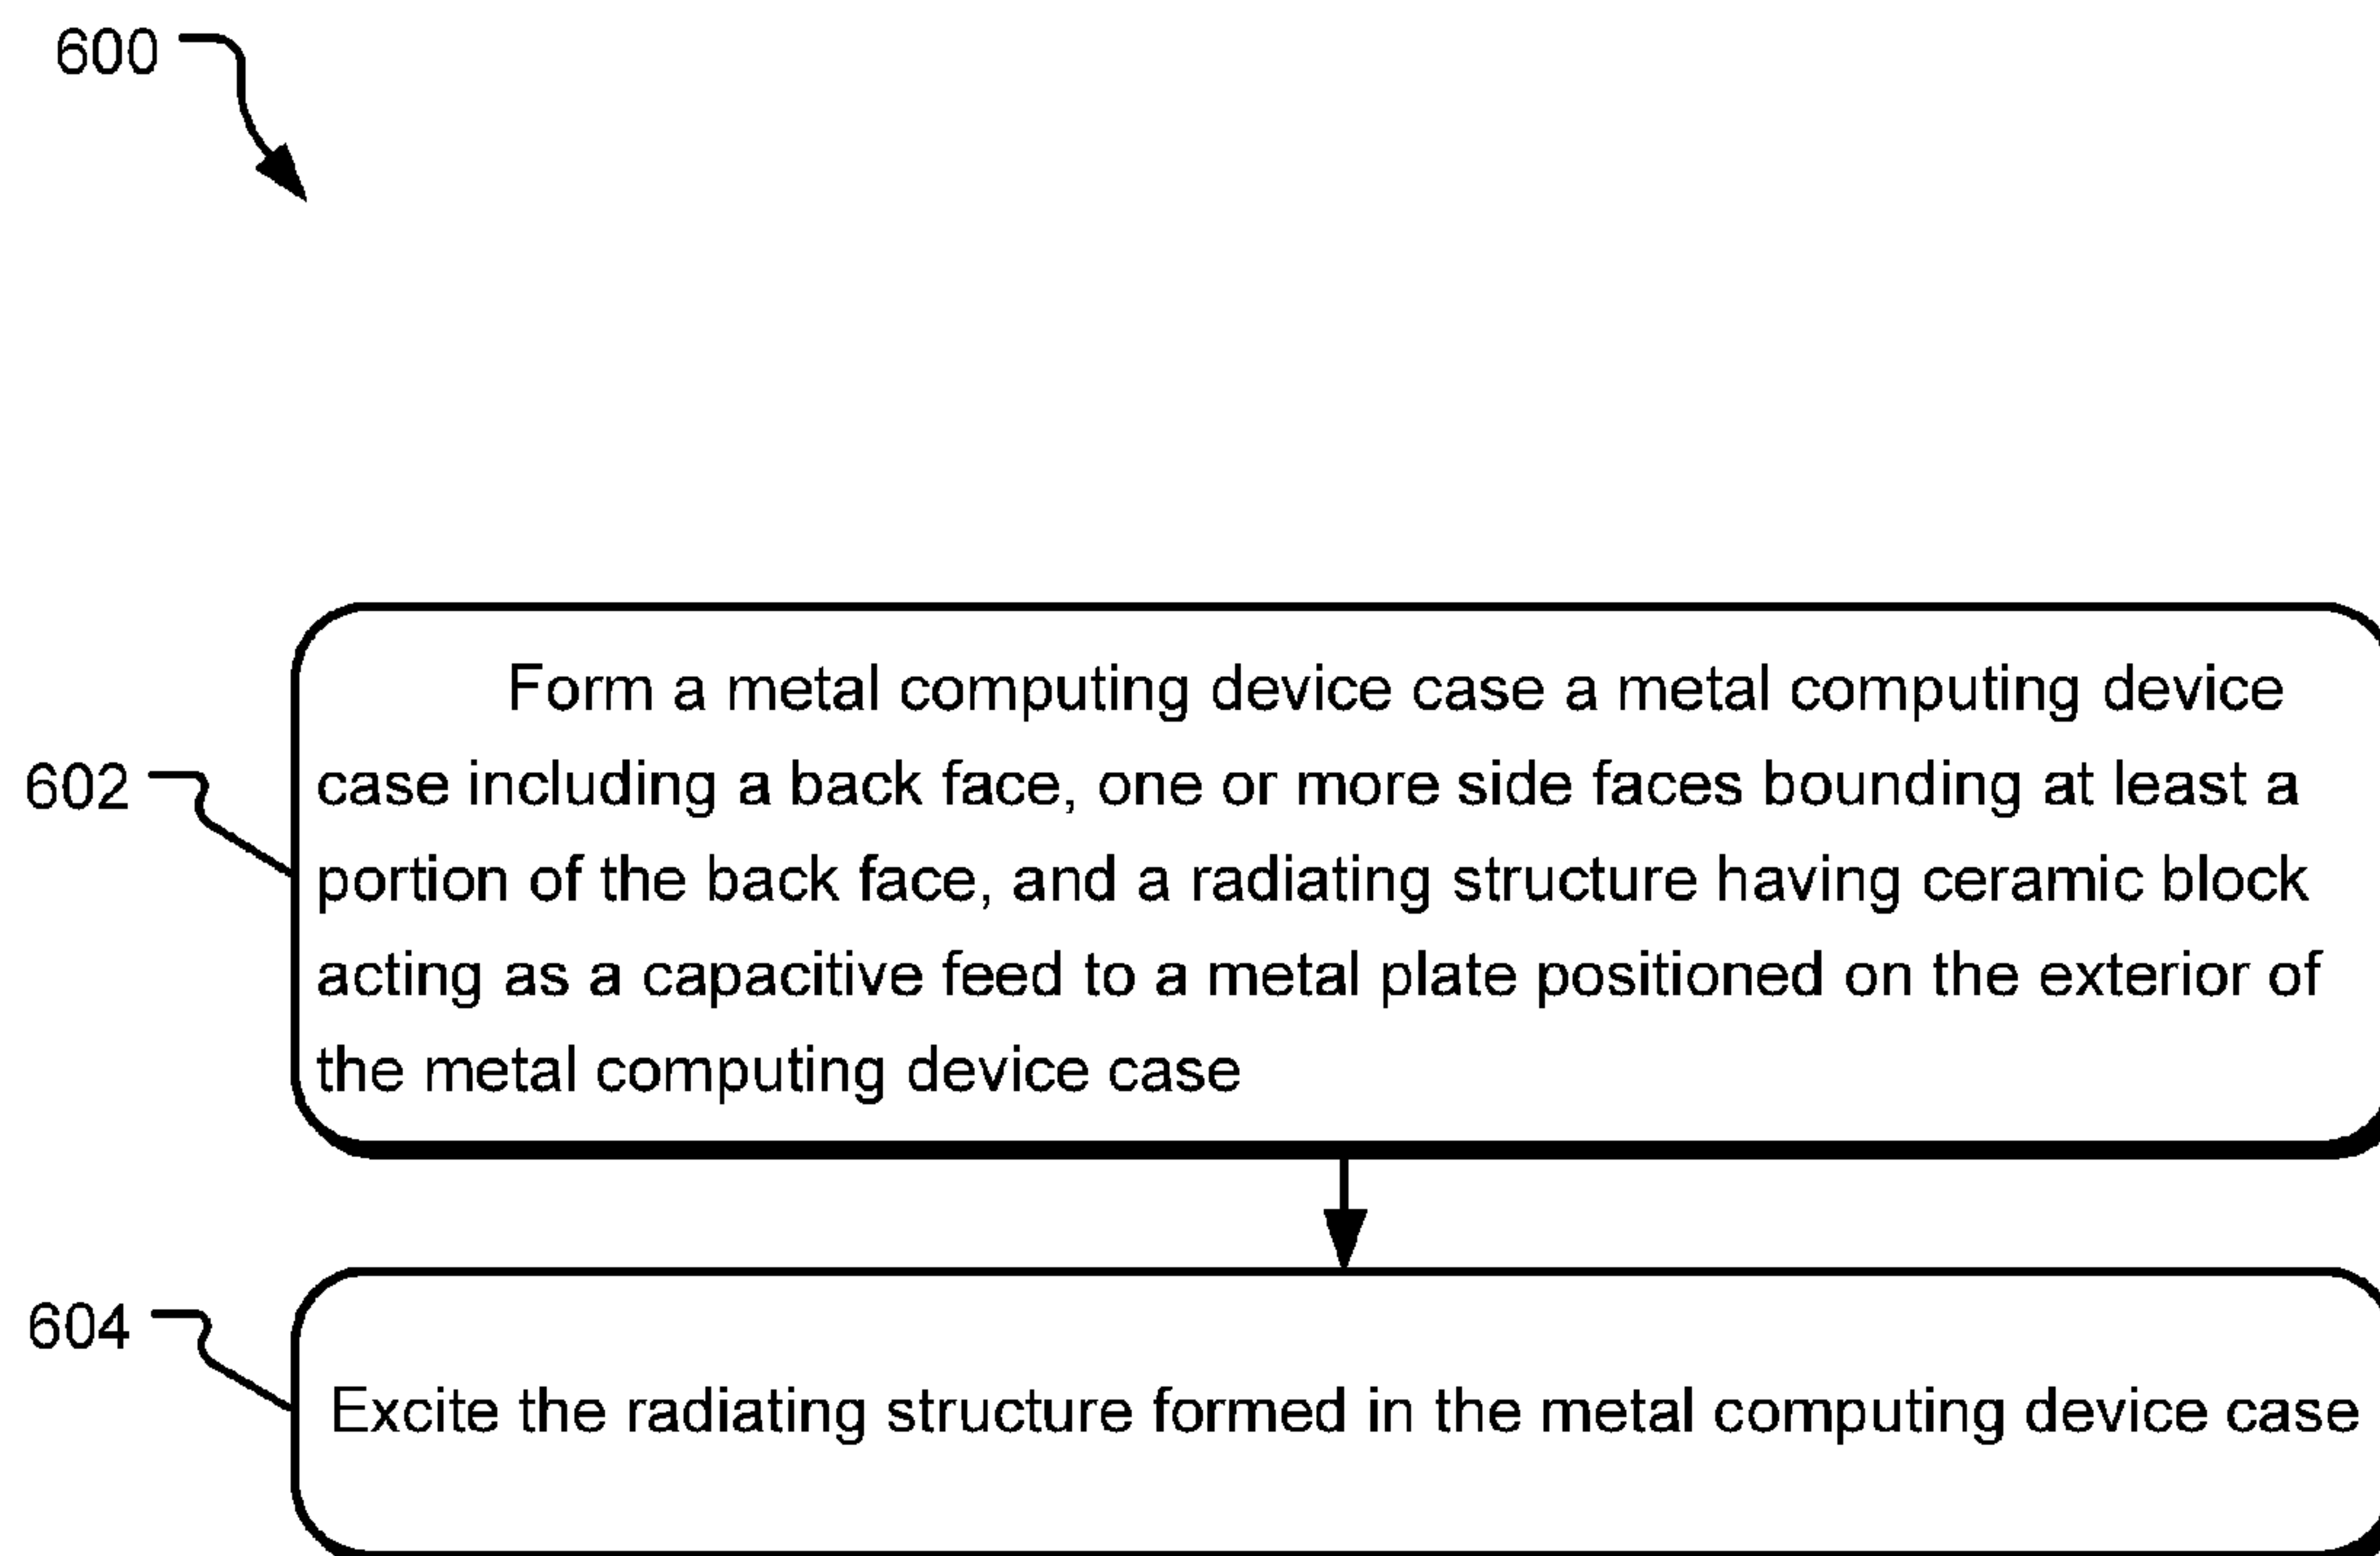 600
Form a metal computing device case a metal computing device
case including a back face, one or more side faces bounding at least a
602
portion of the back face, and a radiating structure having ceramic block
acting as a capacitive feed to a metal plate positioned on the exterior of
the metal computing device case
604
Excite the radiating structure formed in the metal computing device case